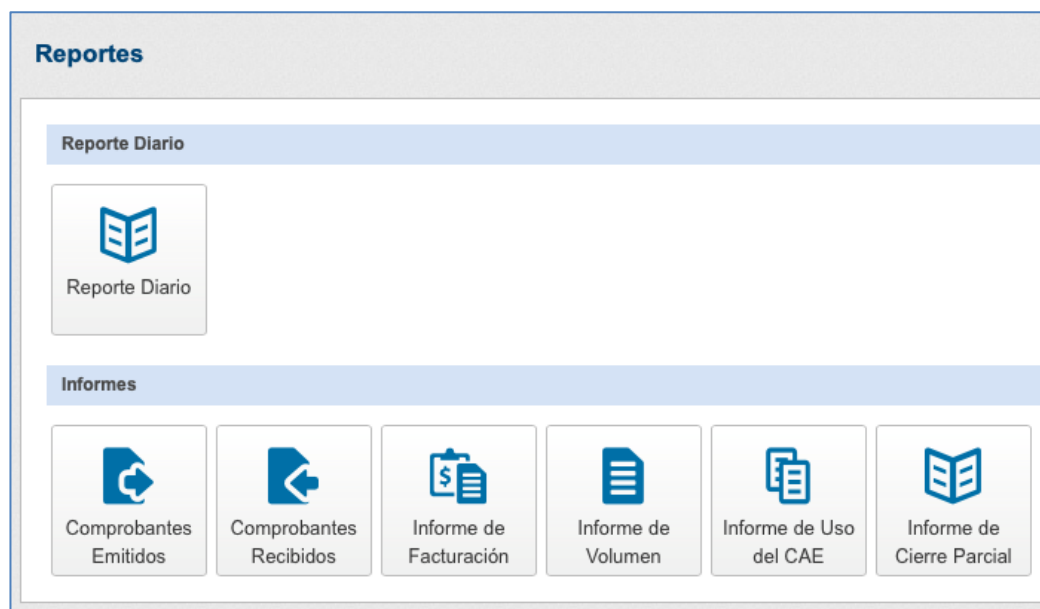 Reportes
Reporte Diario
Reporte Diario
Informes
Comprobantes
Emitidos
Comprobantes
Recibidos
$
Informe de
Facturación
Informe de
Volumen
Informe de Uso
del CAE
Informe de
Cierre Parcial